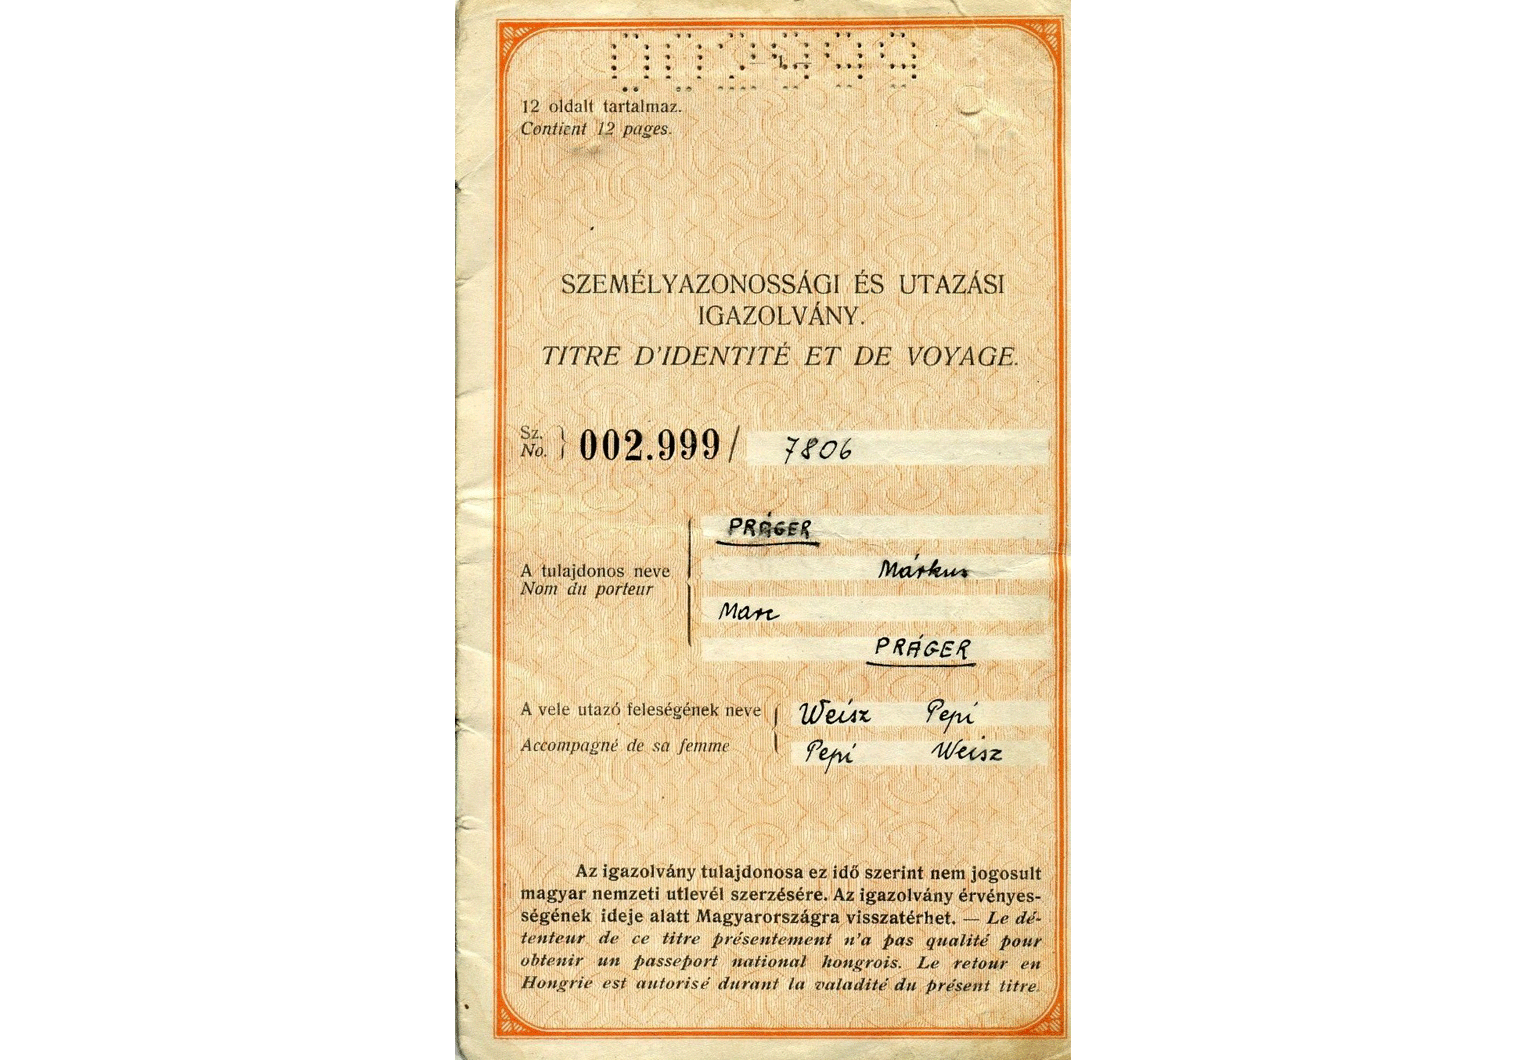 002999
12 oldalt tartalmaz.
Contient 12 pages.
SZEMÉLYAZONOSSÁGI ÉS UTAZÁSI
IGAZOLVÁNY.
TITRE D'IDENTITÉ ET DE VOYAGE.
Sz.
No. } 002.999 / 7806
PRÁGER
Márkus
A tulajdonos neve
Nom du porteur
Marc
PRÁGER
A vele utazó feleségének neve Weisz Pepi
Accompagné de sa femme Pepi Weisz
Az igazolvány tulajdonosa ez idő szerint nem jogosult
magyar nemzeti utlevél szerzésére. Az igazolvány érvényes-
ségének ideje alatt Magyarországra visszatérhet. — Le dé-
tenteur de ce titre présentement n'a pas qualité pour
obtenir un passeport national hongrois. Le retour en
Hongrie est autorisé durant la valadité du présent titre.